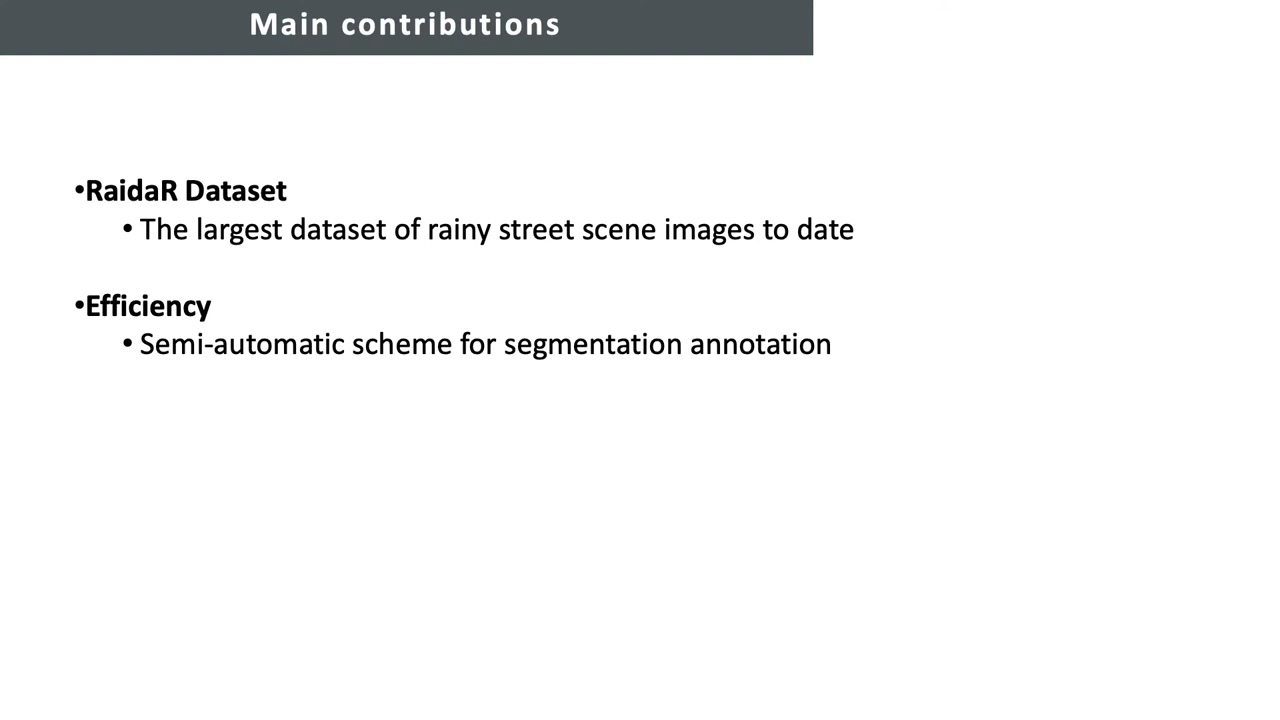 Main contributions
•RaidaR Dataset
• The largest dataset of rainy street scene images to date
•Efficiency
• Semi-automatic scheme for segmentation annotation